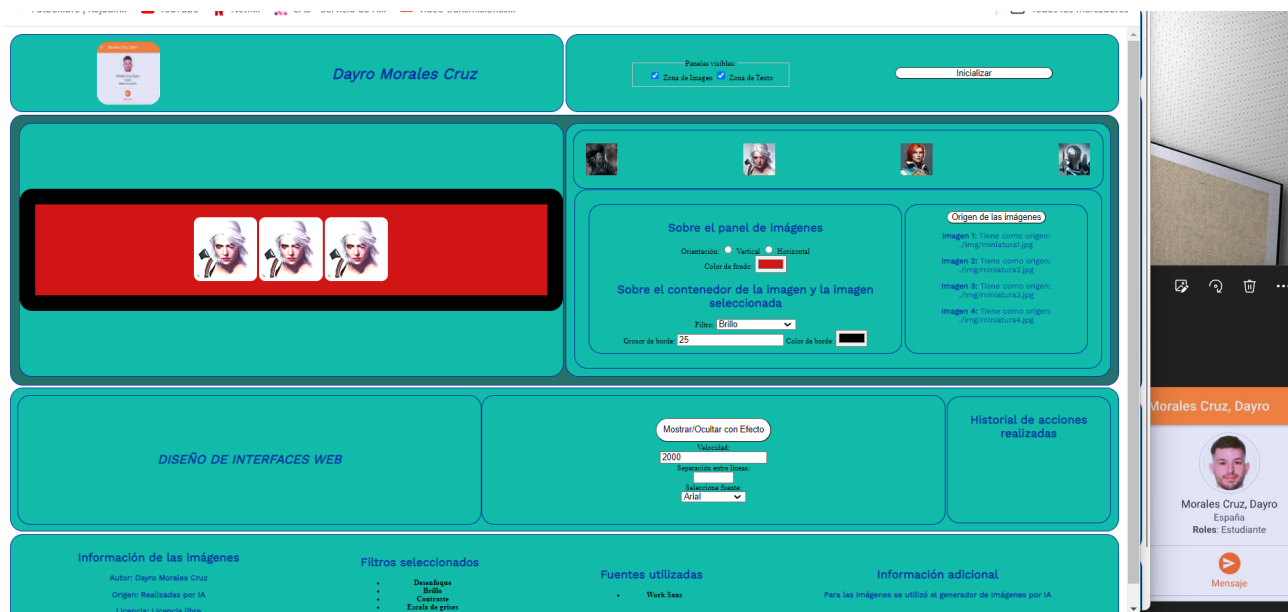 Dayro Morales Cruz
Paneles visibles:
Zona de Imagen Zona de Texto
Inicializar
Sobre el panel de imágenes
Orientación: Vertical Horizontal
Color de fondo:
Sobre el contenedor de la imagen y la imagen
seleccionada
Filtro: Brillo
Grosor de borde: 25 Color de borde:
Origen de las imágenes
Imagen 1: Tiene como origen:
./img/miniatura1.jpg
Imagen 2: Tiene como origen:
./img/miniatura2.jpg
Imagen 3: Tiene como origen:
./img/miniatura3.jpg
Imagen 4: Tiene como origen:
./img/miniatura4.jpg
DISEÑO DE INTERFACES WEB
Mostrar/Ocultar con Efecto
Velocidad:
2000
Separación entre líneas:
Seleccione fuente:
Arial
Historial de acciones
realizadas
Información de las imágenes
Autor: Dayro Morales Cruz
Origen: Realizadas por IA
Licencia: Licencia libre
Filtros seleccionados
Desenfoque
Brillo
Contraste
Escala de grises
Fuentes utilizadas
Work Sans
Información adicional
Para las imágenes se utilizó el generador de imágenes por IA
Morales Cruz, Dayro
Morales Cruz, Dayro
España
Roles: Estudiante
Mensaje